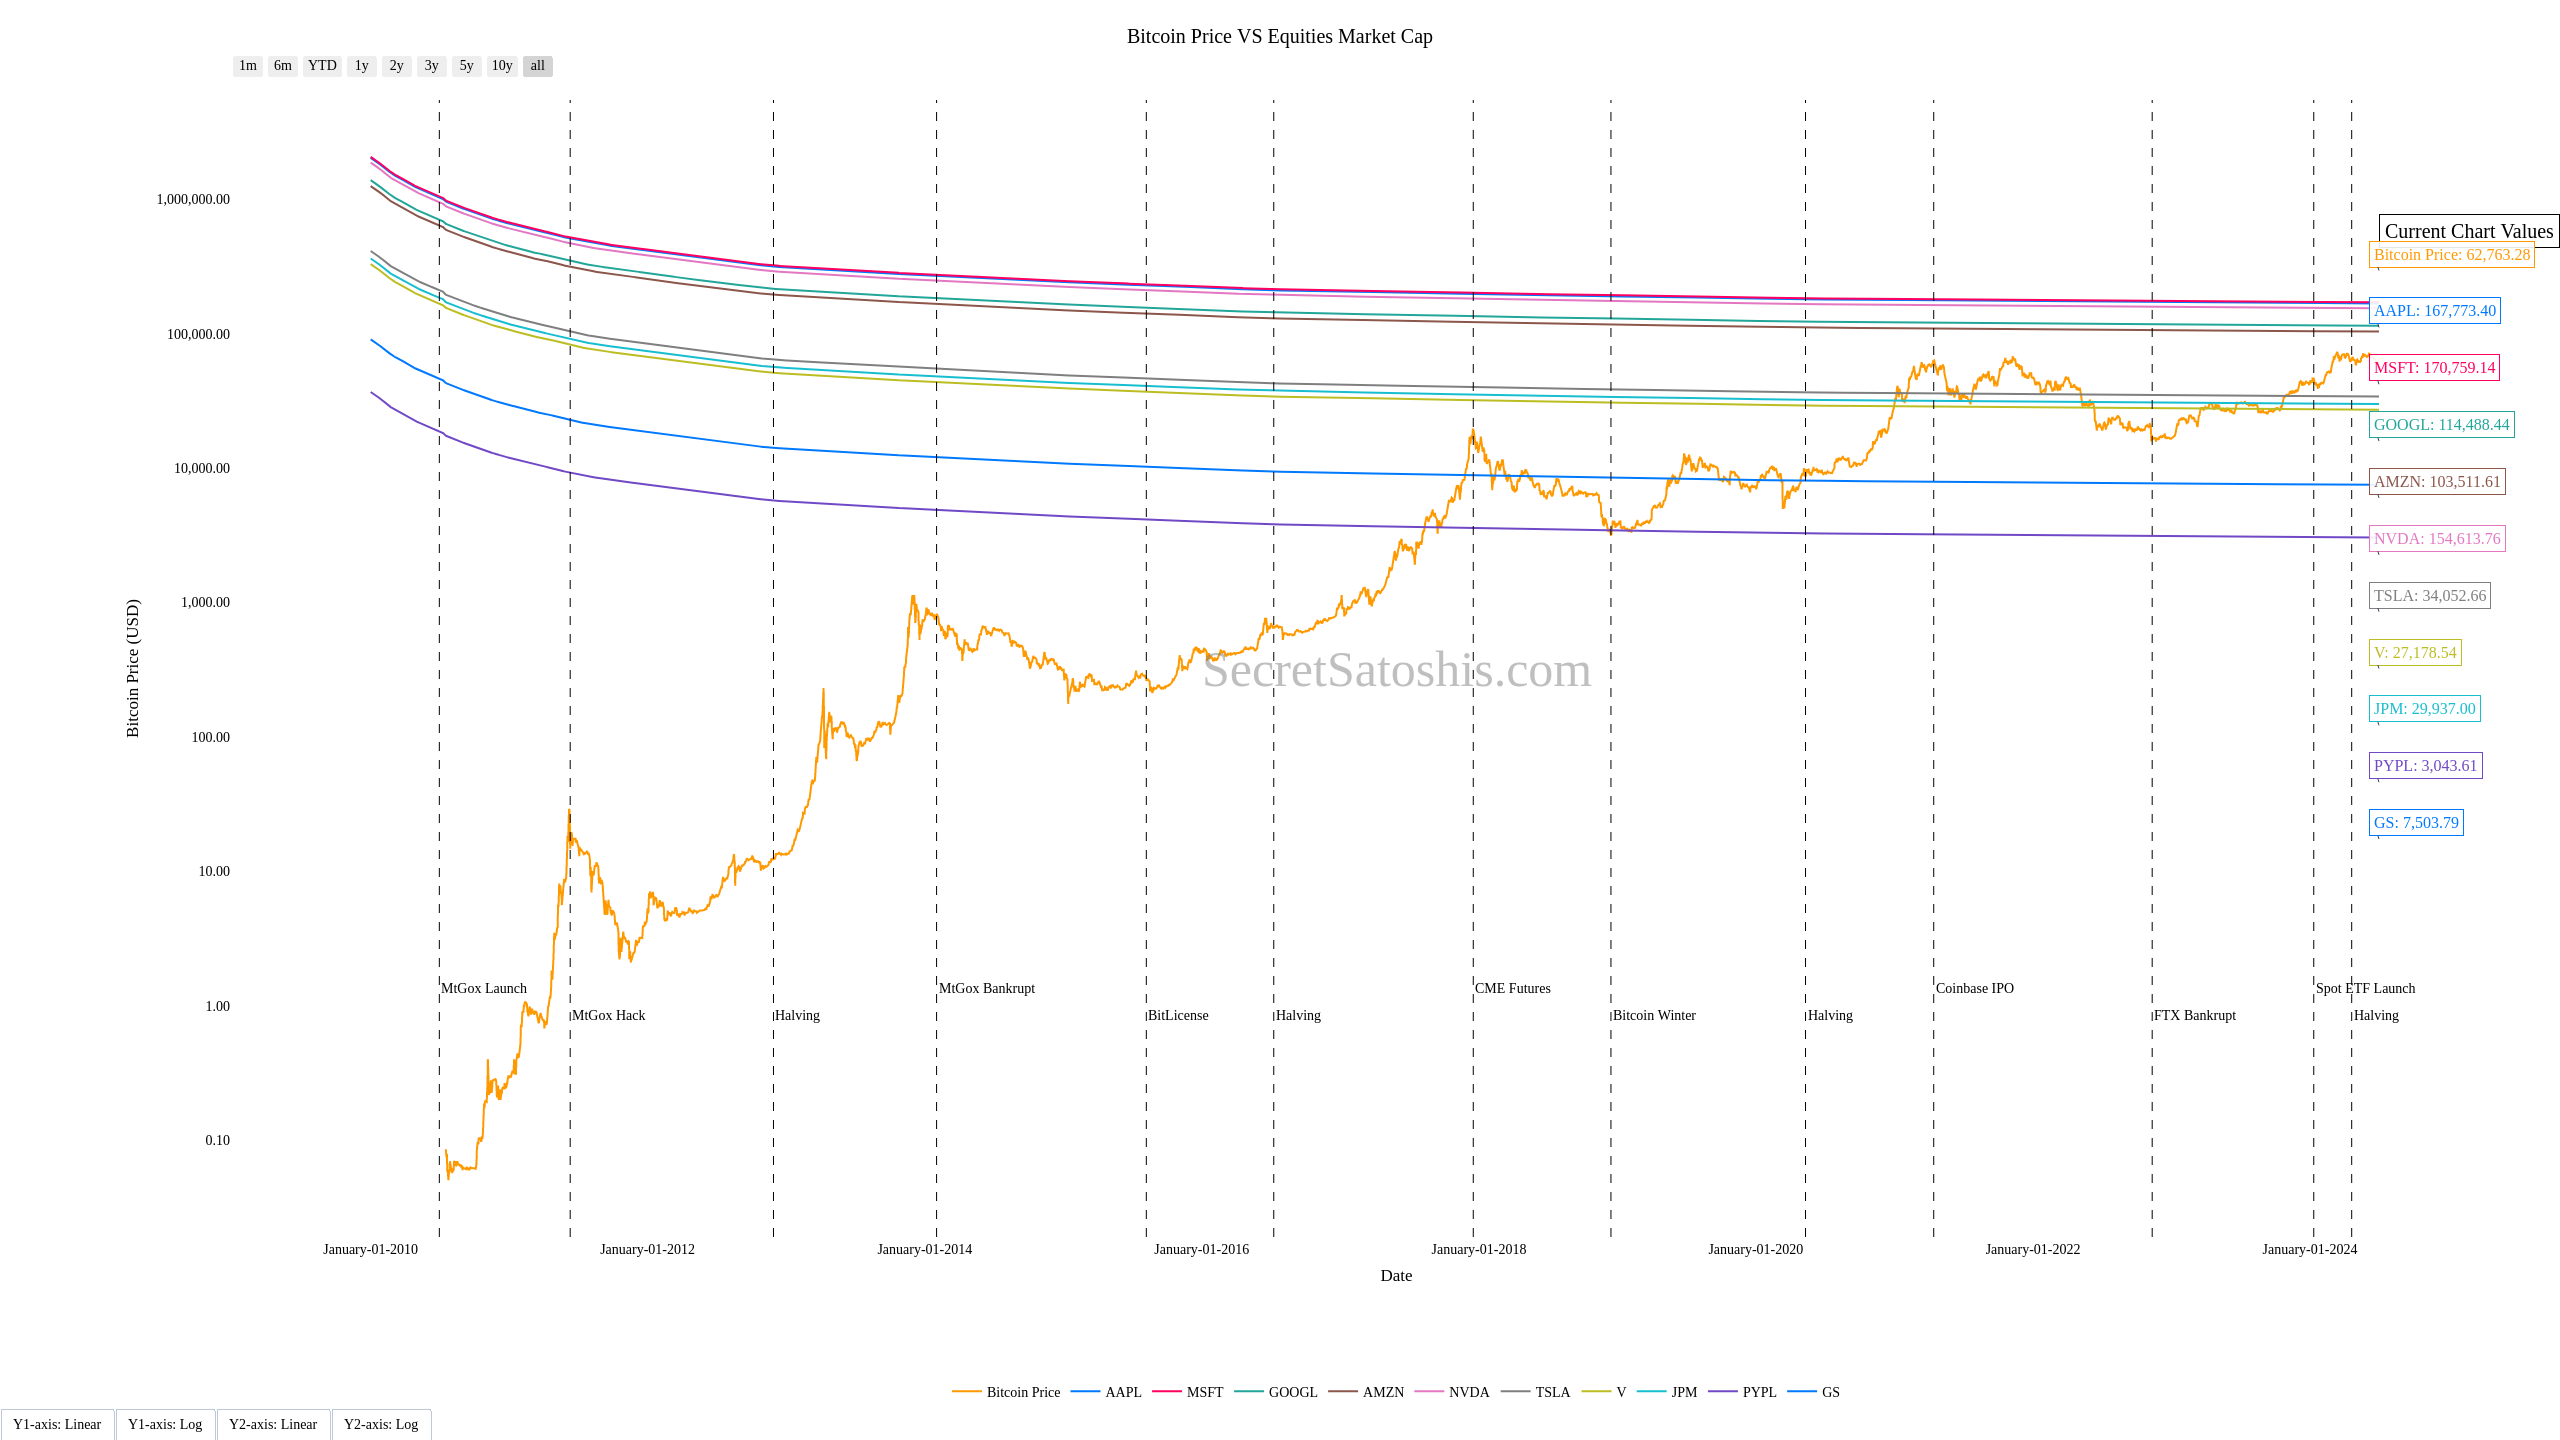 Bitcoin Price VS Equities Market Cap
1m 6m YTD 1y 2y 3y 5y 10y all
1,000,000.00
100,000.00
10,000.00
1,000.00
100.00
10.00
1.00
0.10
Bitcoin Price (USD)
Current Chart Values
Bitcoin Price: 62,763.28
AAPL: 167,773.40
MSFT: 170,759.14
GOOGL: 114,488.44
AMZN: 103,511.61
NVDA: 154,613.76
TSLA: 34,052.66
V: 27,178.54
JPM: 29,937.00
PYPL: 3,043.61
GS: 7,503.79
SecretSatoshis.com
MtGox Launch
MtGox Bankrupt
CME Futures
Coinbase IPO
Spot ETF Launch
MtGox Hack
Halving
BitLicense
Halving
Bitcoin Winter
Halving
FTX Bankrupt
Halving
January-01-2010 January-01-2012 January-01-2014 January-01-2016 January-01-2018 January-01-2020 January-01-2022 January-01-2024
Date
Bitcoin Price AAPL MSFT GOOGL AMZN NVDA TSLA V JPM PYPL GS
Y1-axis: Linear Y1-axis: Log Y2-axis: Linear Y2-axis: Log